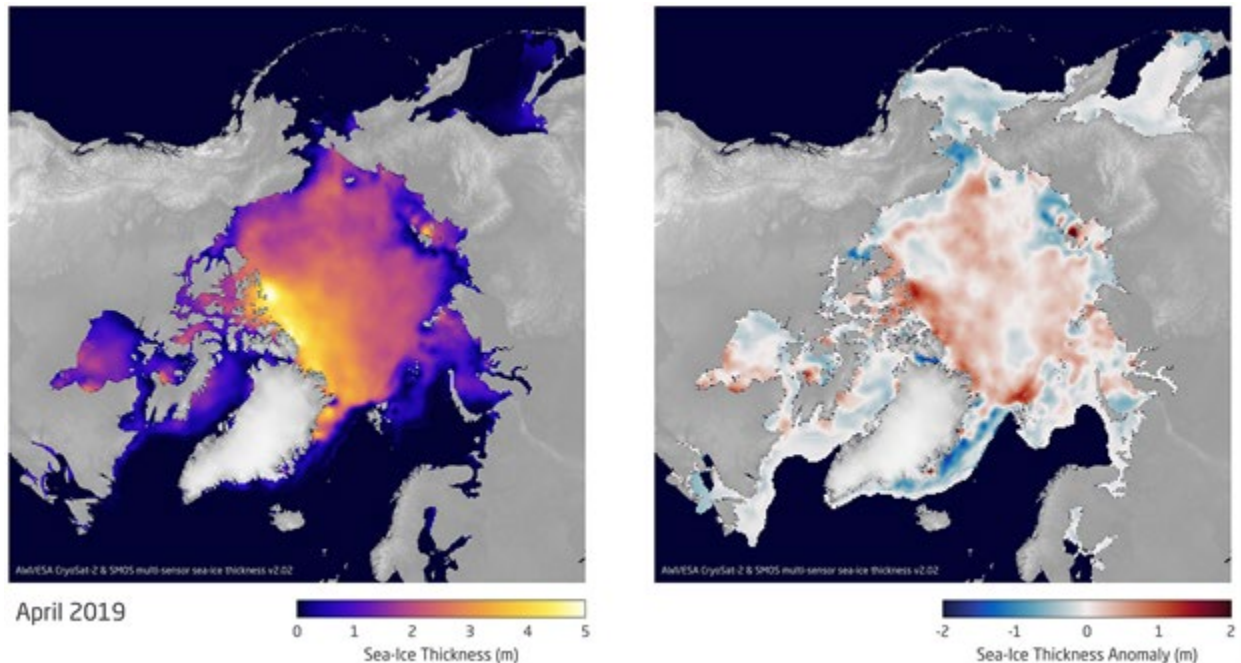 AWI/ESA CryoSat-2 & SMOS multi-sensor sea-ice thickness v2.02
AWI/ESA CryoSat-2 & SMOS multi-sensor sea-ice thickness v2.02
April 2019
0 1 2 3 4 5
Sea-Ice Thickness (m)
-2 -1 0 1 2
Sea-Ice Thickness Anomaly (m)